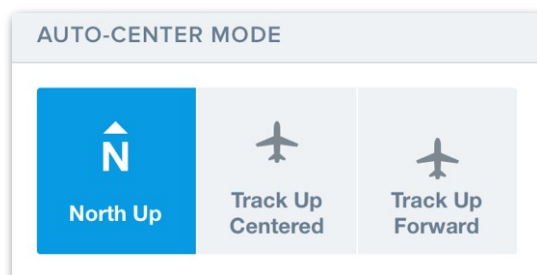 AUTO-CENTER MODE
N
North Up
Track Up
Centered
Track Up
Forward